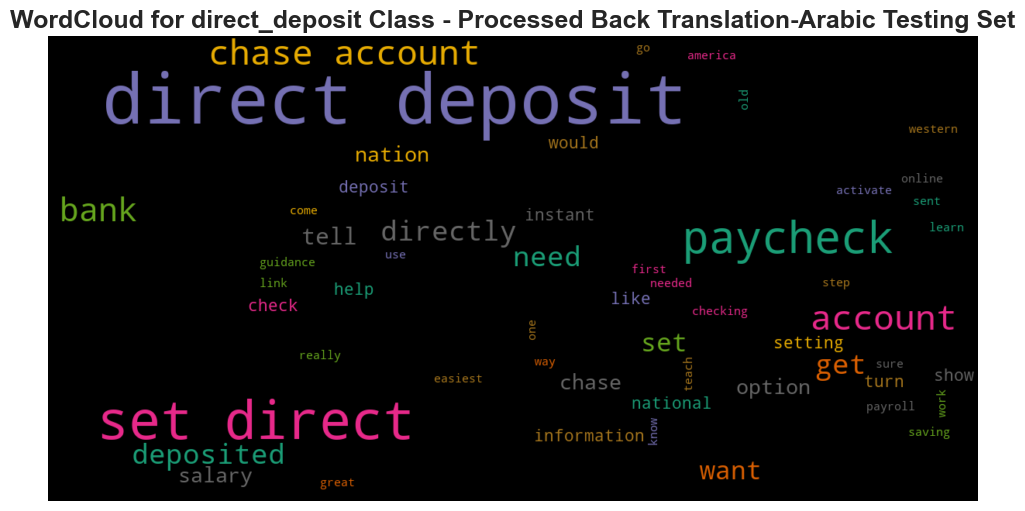 WordCloud for direct_deposit Class - Processed Back Translation-Arabic Testing Set
chase account
go
america
direct deposit
old
western
would
nation
deposit
online
activate
sent
bank
come
instant
learn
tell
directly
paycheck
need
use
guidance
first
link
needed
step
help
like
check
checking
account
one
set
setting
really
way
get
sure
teach
easiest
chase
option
turn
show
national
payroll
work
set direct
information
know
saving
deposited
salary
want
great